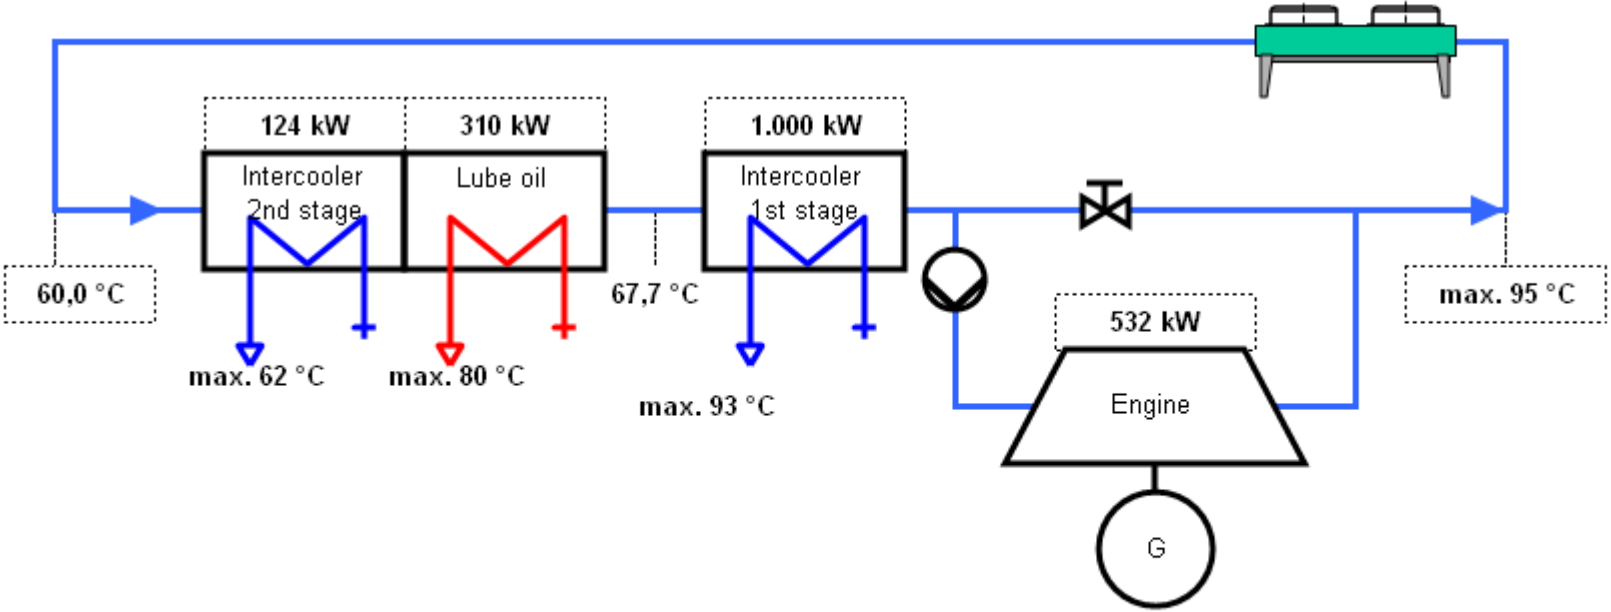 124 kW
310 kW
1.000 kW
Intercooler
2nd stage
Lube oil
Intercooler
1st stage
60,0 °C
67,7 °C
max. 95 °C
532 kW
max. 62 °C
max. 80 °C
max. 93 °C
Engine
G